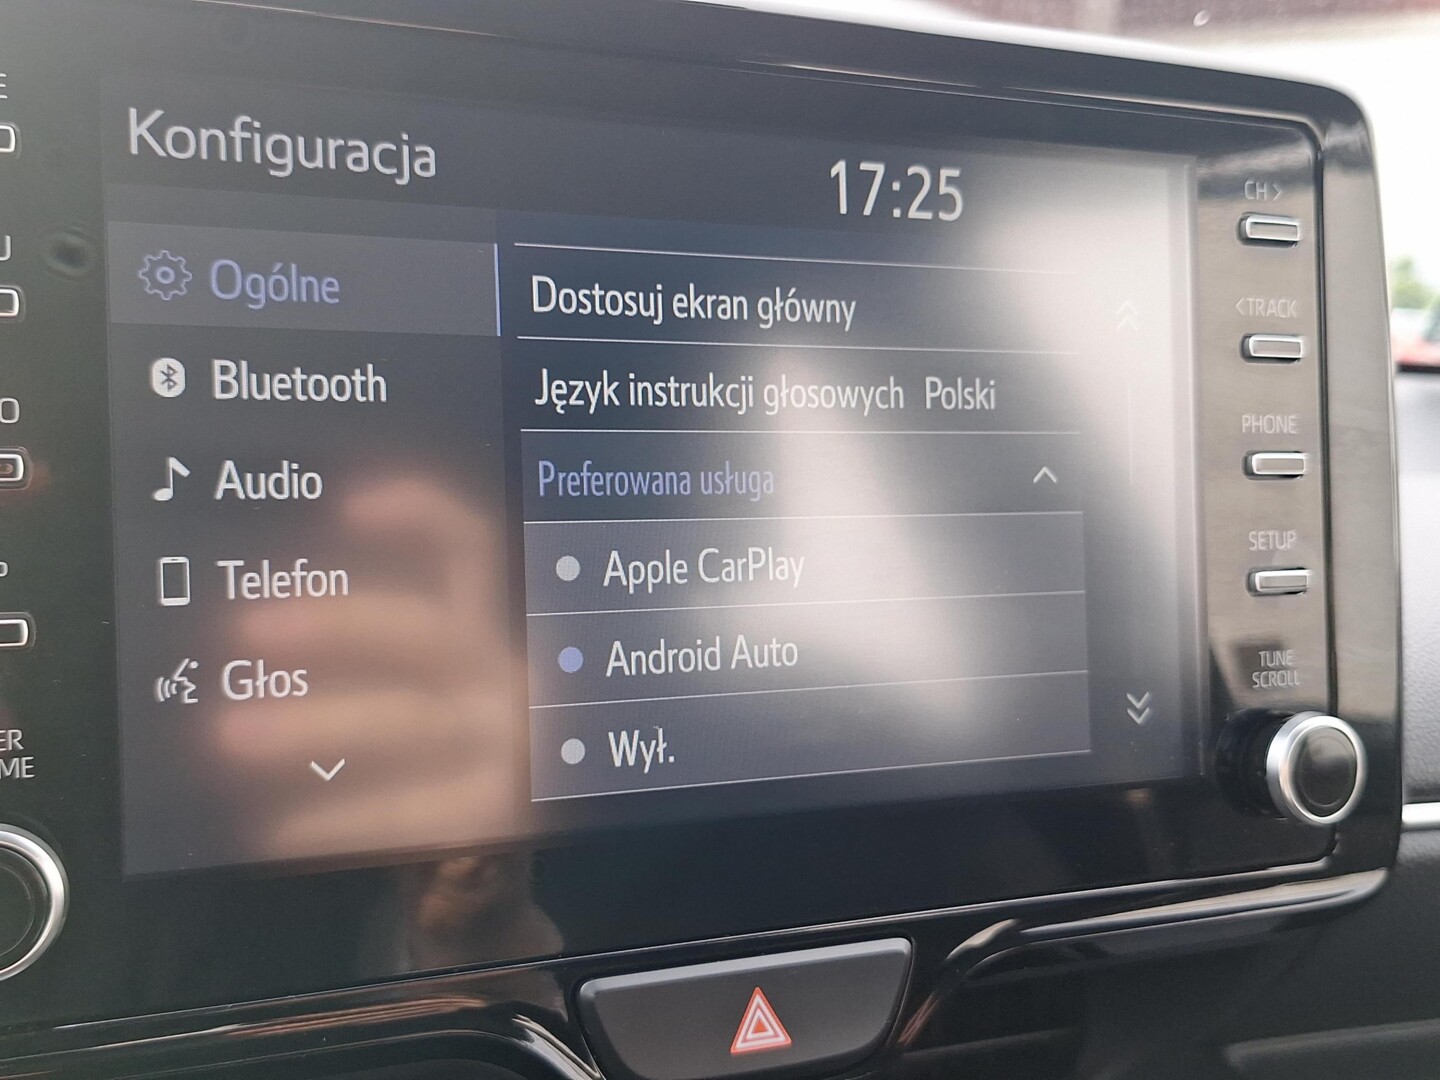 Konfiguracja
17:25
Ogólne
Bluetooth
Audio
Telefon
Głos
Dostosuj ekran główny
Język instrukcji głosowych Polski
Preferowana usługa
Apple CarPlay
Android Auto
Wył.
CH >
<TRACK
PHONE
SETUP
TUNE
SCROLL